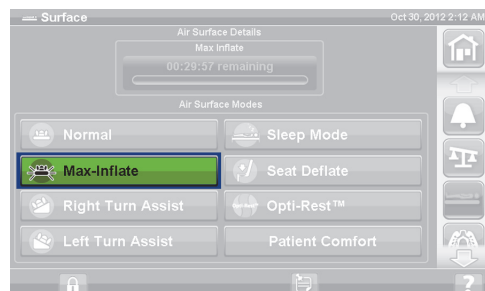 Surface Oct 30, 2012 2:12 AM
Air Surface Details
Max Inflate
00:29:57 remaining
Air Surface Modes
Normal Sleep Mode
Max-Inflate Seat Deflate
Right Turn Assist Opti-Rest™
Left Turn Assist Patient Comfort
?